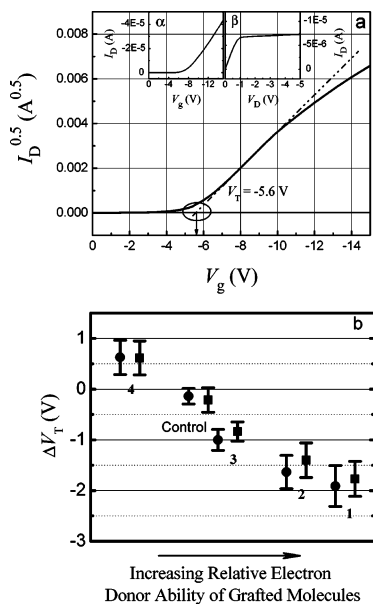 a
α
β
-4E-5
-2E-5
0
I_D (A)
0 -4 -8 -12
V_g (V)
-1E-5
-5E-6
0
I_D (A)
0 -1 -2 -3 -4 -5
V_D (V)
0.008
0.006
0.004
0.002
0.000
I_D^0.5 (A^0.5)
V_T = -5.6 V
0 -2 -4 -6 -8 -10 -12 -14
V_g (V)
b
1
0
-1
-2
-3
ΔV_T (V)
4
Control
3
2
1
Increasing Relative Electron
Donor Ability of Grafted Molecules